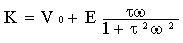 K = V₀ + E τω / (1 + τ²ω²)